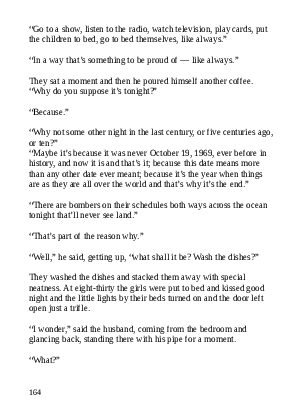 “Go to a show, listen to the radio, watch television, play cards, put
the children to bed, go to bed themselves, like always.”
“In a way that’s something to be proud of — like always.”
They sat a moment and then he poured himself another coffee.
“Why do you suppose it’s tonight?”
“Because.”
“Why not some other night in the last century, or five centuries ago,
or ten?”
“Maybe it’s because it was never October 19, 1969, ever before in
history, and now it is and that’s it; because this date means more
than any other date ever meant; because it’s the year when things
are as they are all over the world and that’s why it’s the end.”
“There are bombers on their schedules both ways across the ocean
tonight that’ll never see land.”
“That’s part of the reason why.”
“Well,” he said, getting up, “what shall it be? Wash the dishes?”
They washed the dishes and stacked them away with special
neatness. At eight-thirty the girls were put to bed and kissed good
night and the little lights by their beds turned on and the door left
open just a trifle.
“I wonder,” said the husband, coming from the bedroom and
glancing back, standing there with his pipe for a moment.
“What?”
164